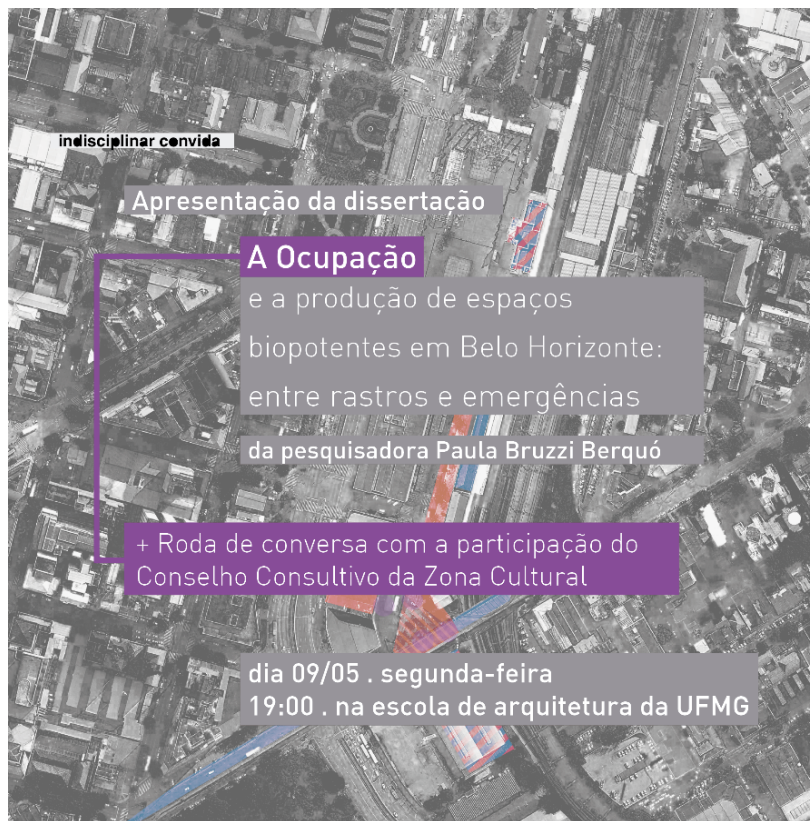 indisciplinar convida
Apresentação da dissertação
A Ocupação
e a produção de espaços
biopotentes em Belo Horizonte:
entre rastros e emergências
da pesquisadora Paula Bruzzi Berquó
+ Roda de conversa com a participação do
Conselho Consultivo da Zona Cultural
dia 09/05 . segunda-feira
19:00 . na escola de arquitetura da UFMG